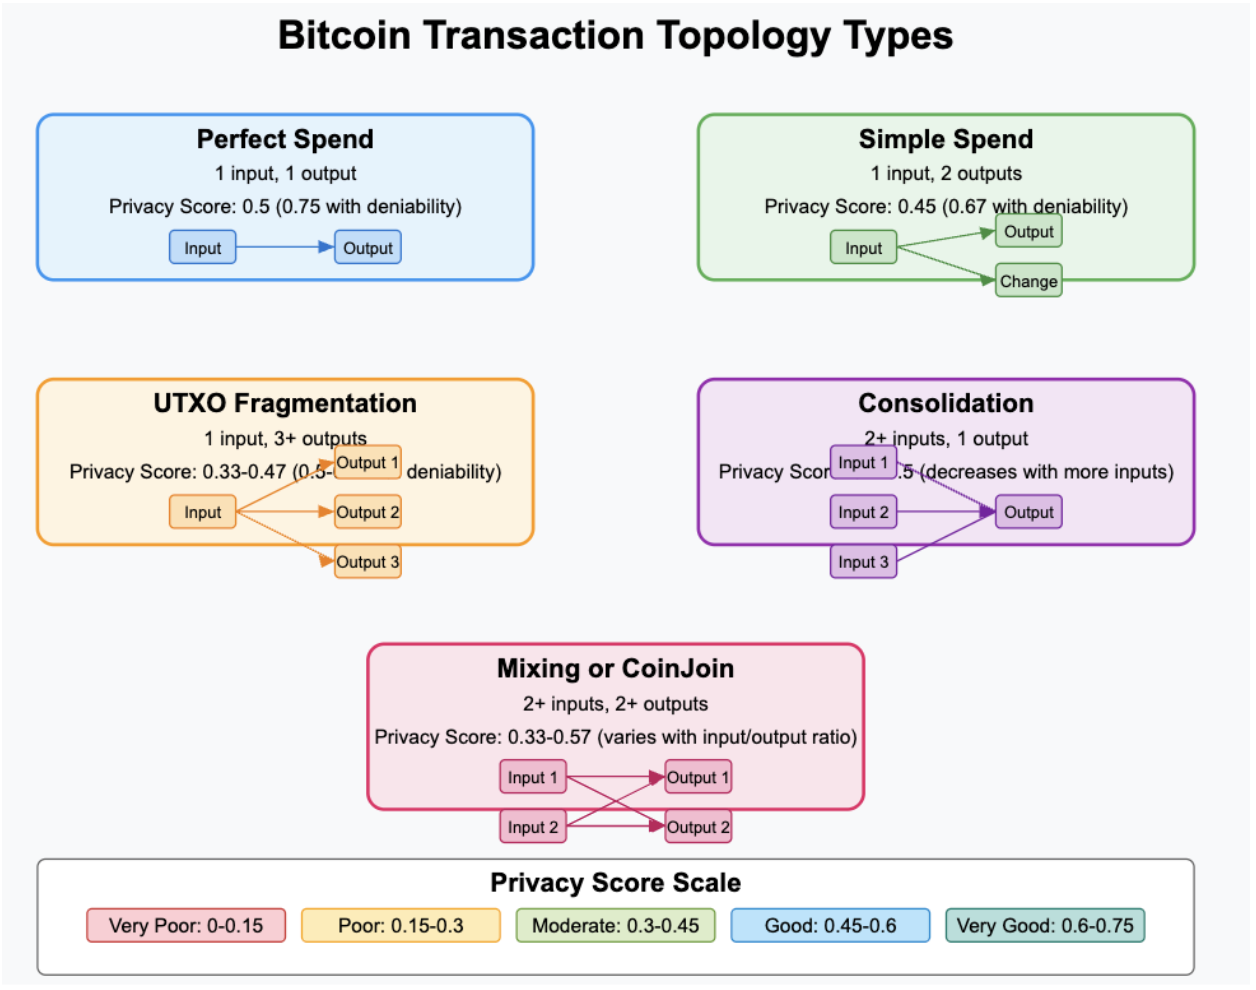 Bitcoin Transaction Topology Types
Perfect Spend
1 input, 1 output
Privacy Score: 0.5 (0.75 with deniability)
Input
Output
Simple Spend
1 input, 2 outputs
Privacy Score: 0.45 (0.67 with deniability)
Input
Output
Change
UTXO Fragmentation
1 input, 3+ outputs
Privacy Score: 0.33-0.47 (0.5- deniability)
Input
Output 1
Output 2
Output 3
Consolidation
2+ inputs, 1 output
Privacy .5 (decreases with more inputs)
Input 1
Input 2
Input 3
Output
Mixing or CoinJoin
2+ inputs, 2+ outputs
Privacy Score: 0.33-0.57 (varies with input/output ratio)
Input 1
Output 1
Input 2
Output 2
Privacy Score Scale
Very Poor: 0-0.15
Poor: 0.15-0.3
Moderate: 0.3-0.45
Good: 0.45-0.6
Very Good: 0.6-0.75